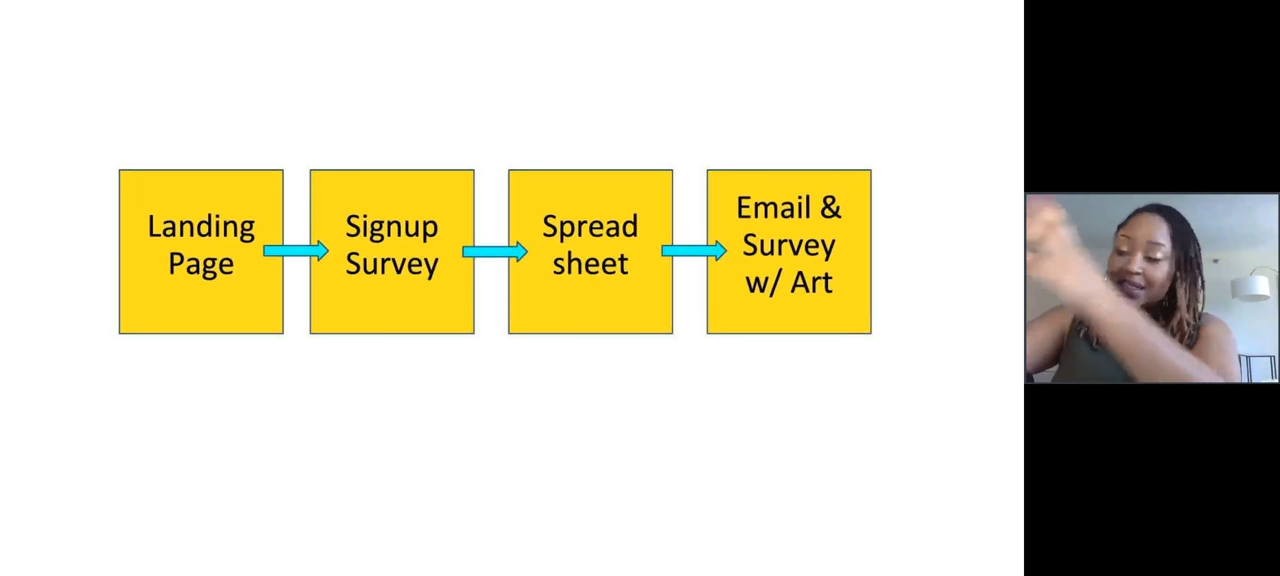 Landing
Page
Signup
Survey
Spread
sheet
Email &
Survey
w/ Art